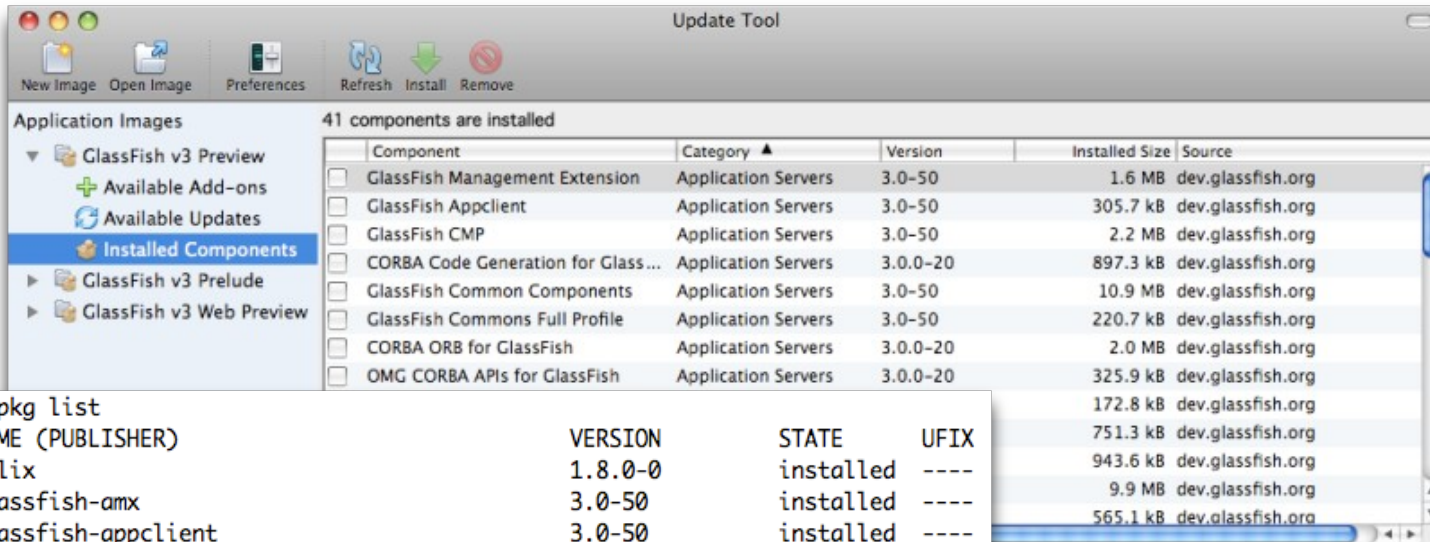 Update Tool
New Image Open Image Preferences Refresh Install Remove
Application Images
GlassFish v3 Preview
Available Add-ons
Available Updates
Installed Components
GlassFish v3 Prelude
GlassFish v3 Web Preview
41 components are installed
Component Category ▲ Version Installed Size Source
GlassFish Management Extension Application Servers 3.0-50 1.6 MB dev.glassfish.org
GlassFish Appclient Application Servers 3.0-50 305.7 kB dev.glassfish.org
GlassFish CMP Application Servers 3.0-50 2.2 MB dev.glassfish.org
CORBA Code Generation for Glass... Application Servers 3.0.0-20 897.3 kB dev.glassfish.org
GlassFish Common Components Application Servers 3.0-50 10.9 MB dev.glassfish.org
GlassFish Commons Full Profile Application Servers 3.0-50 220.7 kB dev.glassfish.org
CORBA ORB for GlassFish Application Servers 3.0.0-20 2.0 MB dev.glassfish.org
OMG CORBA APIs for GlassFish Application Servers 3.0.0-20 325.9 kB dev.glassfish.org
172.8 kB dev.glassfish.org
751.3 kB dev.glassfish.org
943.6 kB dev.glassfish.org
9.9 MB dev.glassfish.org
565.1 kB dev.glassfish.org
pkg list
ME (PUBLISHER) VERSION STATE UFIX
lix 1.8.0-0 installed ----
assfish-amx 3.0-50 installed ----
assfish-appclient 3.0-50 installed ----